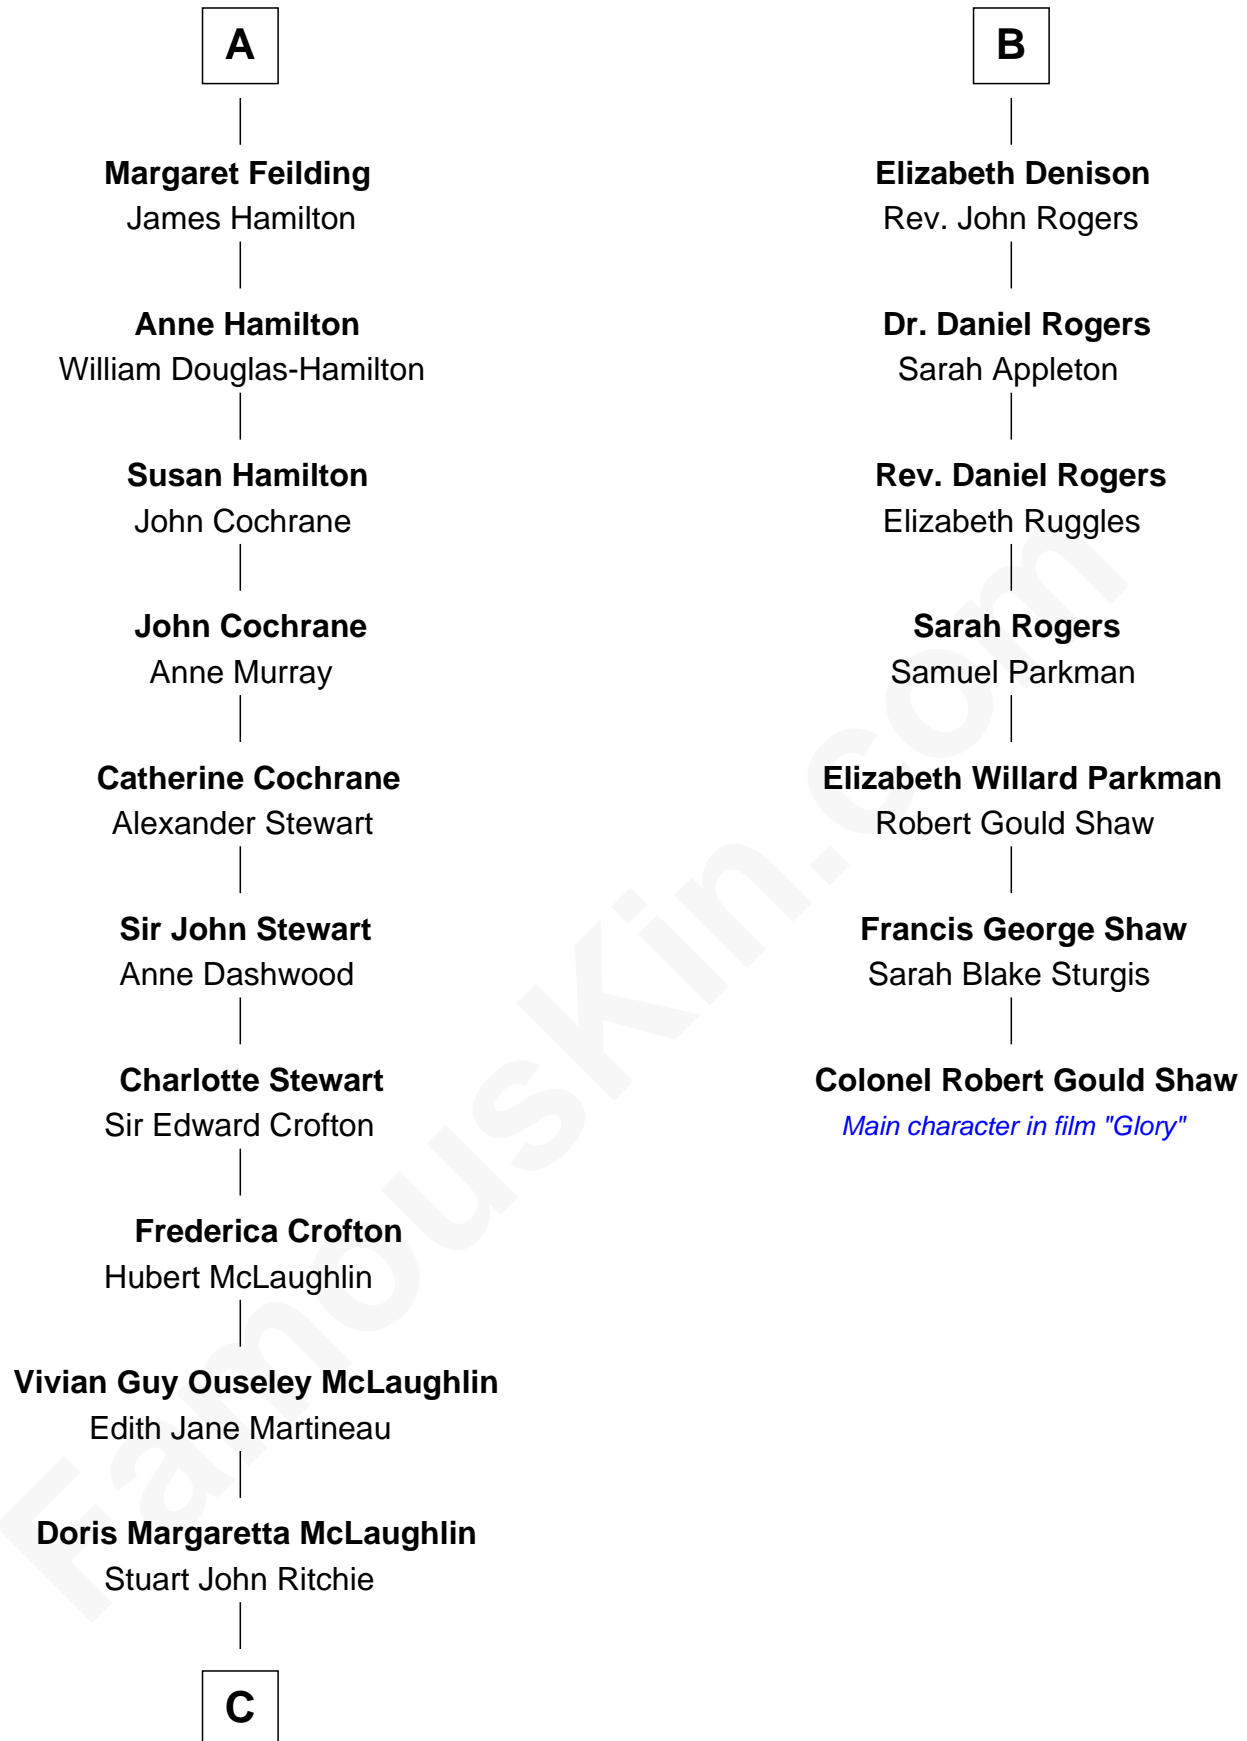 A
Margaret Feilding
James Hamilton
Anne Hamilton
William Douglas-Hamilton
Susan Hamilton
John Cochrane
John Cochrane
Anne Murray
Catherine Cochrane
Alexander Stewart
Sir John Stewart
Anne Dashwood
Charlotte Stewart
Sir Edward Crofton
Frederica Crofton
Hubert McLaughlin
Vivian Guy Ouseley McLaughlin
Edith Jane Martineau
Doris Margaretta McLaughlin
Stuart John Ritchie
C
B
Elizabeth Denison
Rev. John Rogers
Dr. Daniel Rogers
Sarah Appleton
Rev. Daniel Rogers
Elizabeth Ruggles
Sarah Rogers
Samuel Parkman
Elizabeth Willard Parkman
Robert Gould Shaw
Francis George Shaw
Sarah Blake Sturgis
Colonel Robert Gould Shaw
Main character in film "Glory"
FamousKin.com